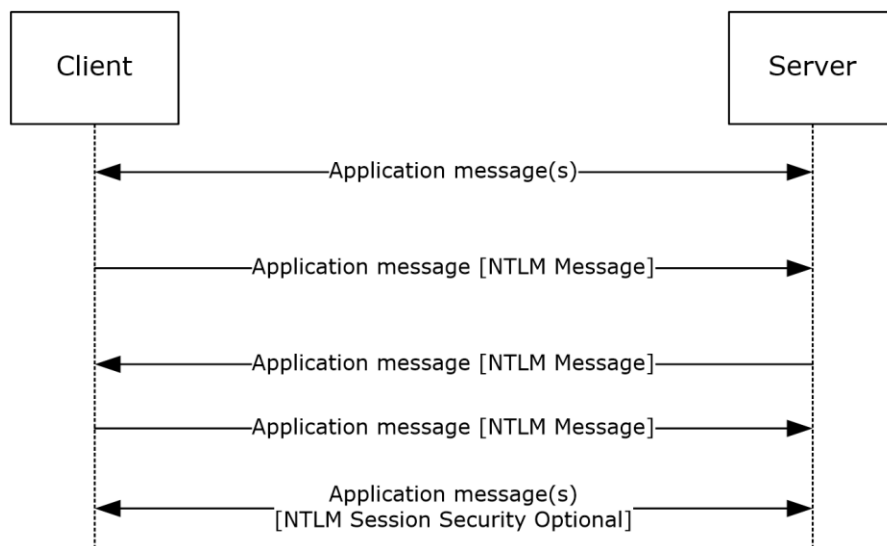 Client
Server
Application message(s)
Application message [NTLM Message]
Application message [NTLM Message]
Application message [NTLM Message]
Application message(s)
[NTLM Session Security Optional]